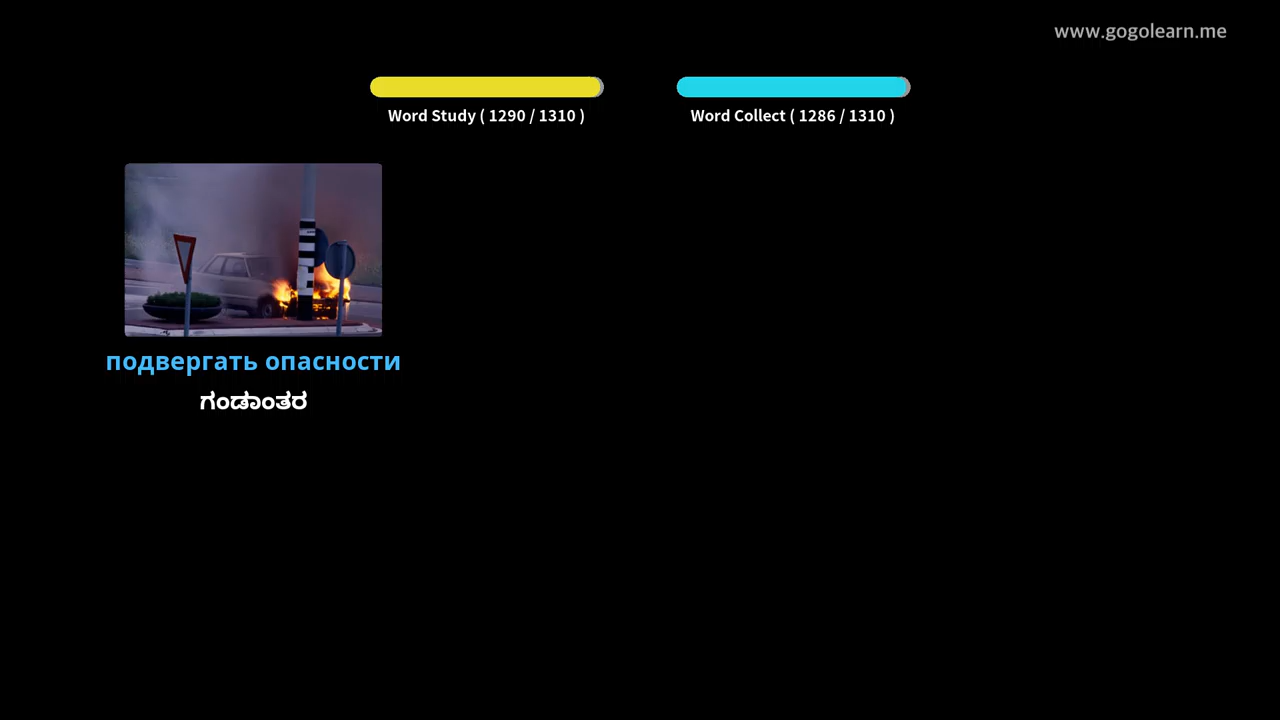 www.gogolearn.me
Word Study ( 1290 / 1310 )
Word Collect ( 1286 / 1310 )
подвергать опасности
ಗಂಡಾಂತರ